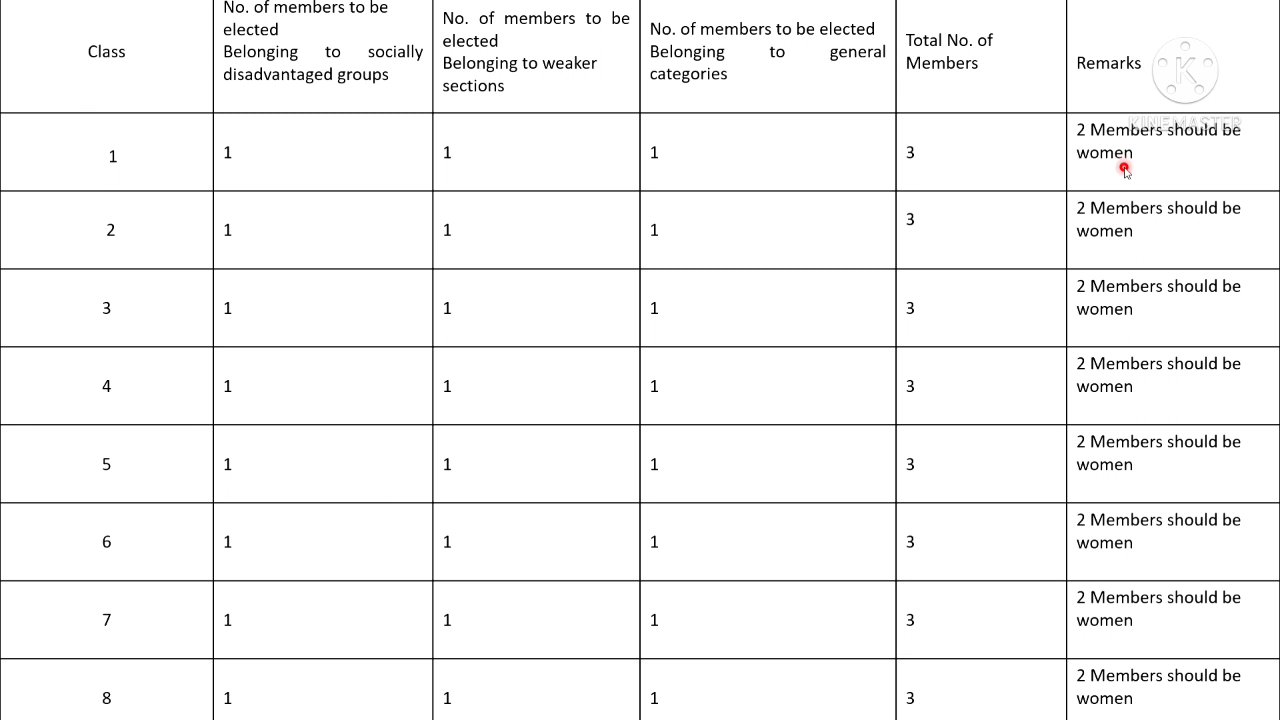 Class
No. of members to be
elected
Belonging to socially
disadvantaged groups
No. of members to be
elected
Belonging to weaker
sections
No. of members to be elected
Belonging to general
categories
Total No. of
Members
Remarks
K
KINEMASTER
1
1
1
1
3
2 Members should be
women
2
1
1
1
3
2 Members should be
women
3
1
1
1
3
2 Members should be
women
4
1
1
1
3
2 Members should be
women
5
1
1
1
3
2 Members should be
women
6
1
1
1
3
2 Members should be
women
7
1
1
1
3
2 Members should be
women
8
1
1
1
3
2 Members should be
women